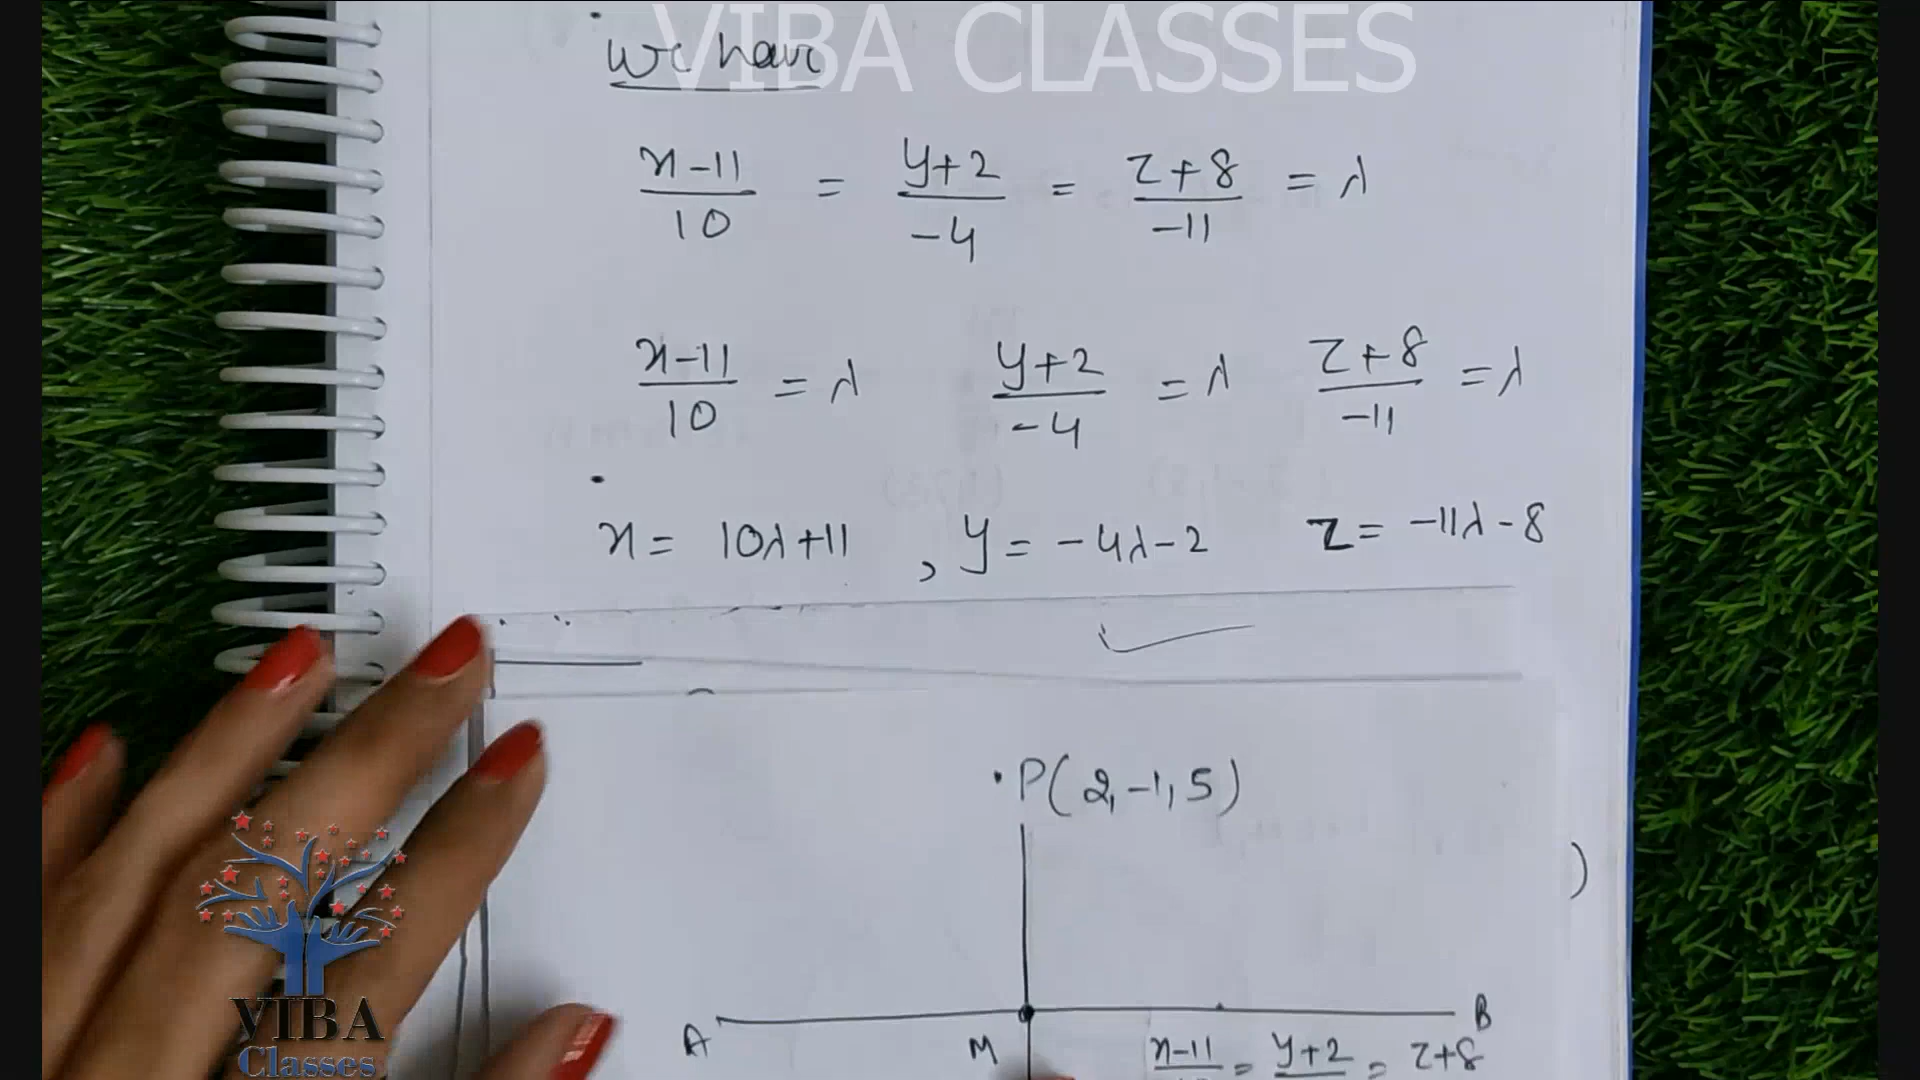 VIBA CLASSES
We have
x-11/10 = y+2/-4 = z+8/-11 = λ
x-11/10 = λ y+2/-4 = λ z+8/-11 = λ
x = 10λ+11 , y = -4λ-2 z = -11λ-8
P(2,-1,5)
)
A M B
x-11 = y+2 = z+8
VIBA
Classes